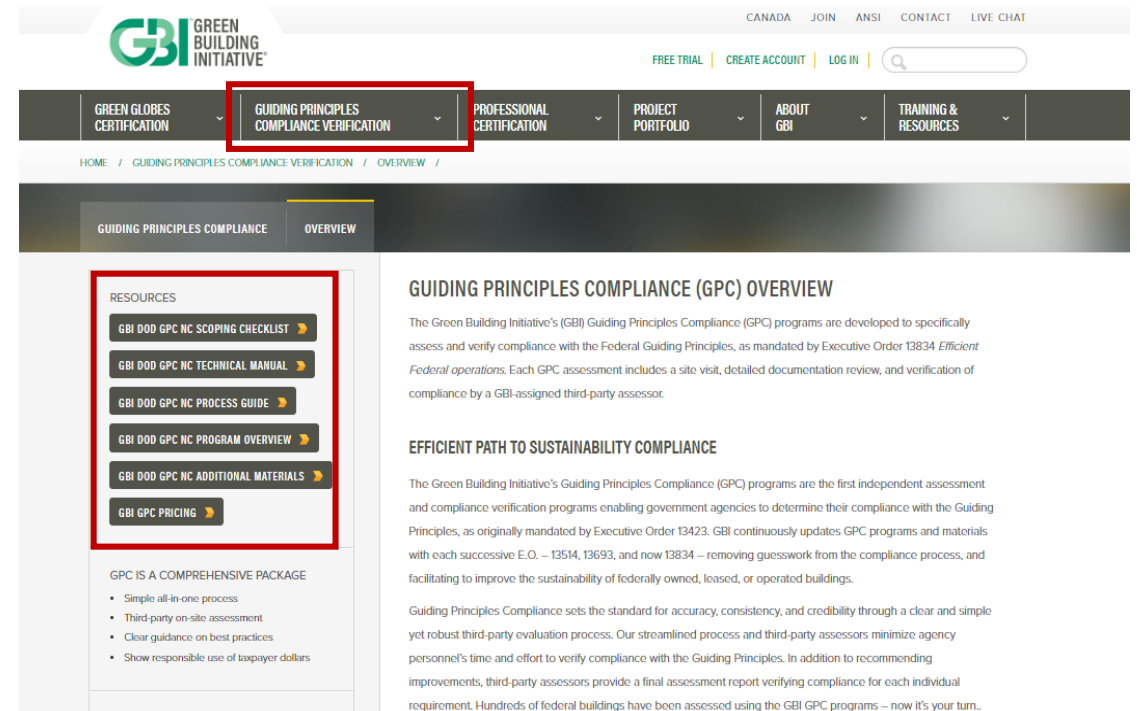 GBI GREEN
BUILDING
INITIATIVE®
CANADA JOIN ANSI CONTACT LIVE CHAT
FREE TRIAL CREATE ACCOUNT LOG IN
GREEN GLOBES
CERTIFICATION
GUIDING PRINCIPLES
COMPLIANCE VERIFICATION
PROFESSIONAL
CERTIFICATION
PROJECT
PORTFOLIO
ABOUT
GBI
TRAINING &
RESOURCES
HOME / GUIDING PRINCIPLES COMPLIANCE VERIFICATION / OVERVIEW /
GUIDING PRINCIPLES COMPLIANCE OVERVIEW
RESOURCES
GBI DOD GPC NC SCOPING CHECKLIST
GBI DOD GPC NC TECHNICAL MANUAL
GBI DOD GPC NC PROCESS GUIDE
GBI DOD GPC NC PROGRAM OVERVIEW
GBI DOD GPC NC ADDITIONAL MATERIALS
GBI GPC PRICING
GPC IS A COMPREHENSIVE PACKAGE
• Simple all-in-one process
• Third-party on-site assessment
• Clear guidance on best practices
• Show responsible use of taxpayer dollars
GUIDING PRINCIPLES COMPLIANCE (GPC) OVERVIEW
The Green Building Initiative's (GBI) Guiding Principles Compliance (GPC) programs are developed to specifically
assess and verify compliance with the Federal Guiding Principles, as mandated by Executive Order 13834 Efficient
Federal operations. Each GPC assessment includes a site visit, detailed documentation review, and verification of
compliance by a GBI-assigned third-party assessor.
EFFICIENT PATH TO SUSTAINABILITY COMPLIANCE
The Green Building Initiative's Guiding Principles Compliance (GPC) programs are the first independent assessment
and compliance verification programs enabling government agencies to determine their compliance with the Guiding
Principles, as originally mandated by Executive Order 13423. GBI continuously updates GPC programs and materials
with each successive E.O. – 13514, 13693, and now 13834 – removing guesswork from the compliance process, and
facilitating to improve the sustainability of federally owned, leased, or operated buildings.
Guiding Principles Compliance sets the standard for accuracy, consistency, and credibility through a clear and simple
yet robust third-party evaluation process. Our streamlined process and third-party assessors minimize agency
personnel's time and effort to verify compliance with the Guiding Principles. In addition to recommending
improvements, third-party assessors provide a final assessment report verifying compliance for each individual
requirement. Hundreds of federal buildings have been assessed using the GBI GPC programs – now it's your turn..